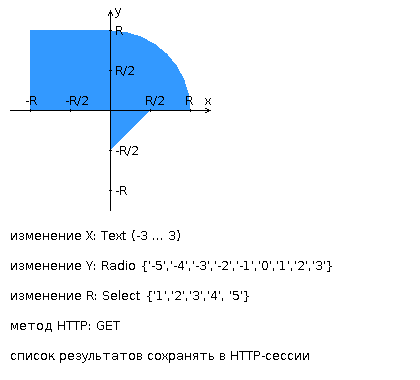 y
R
R/2
-R -R/2 R/2 R x
-R/2
-R
изменение X: Text (-3 ... 3)
изменение Y: Radio {'-5','-4','-3','-2','-1','0','1','2','3'}
изменение R: Select {'1','2','3','4', '5'}
метод HTTP: GET
список результатов сохранять в HTTP-сессии